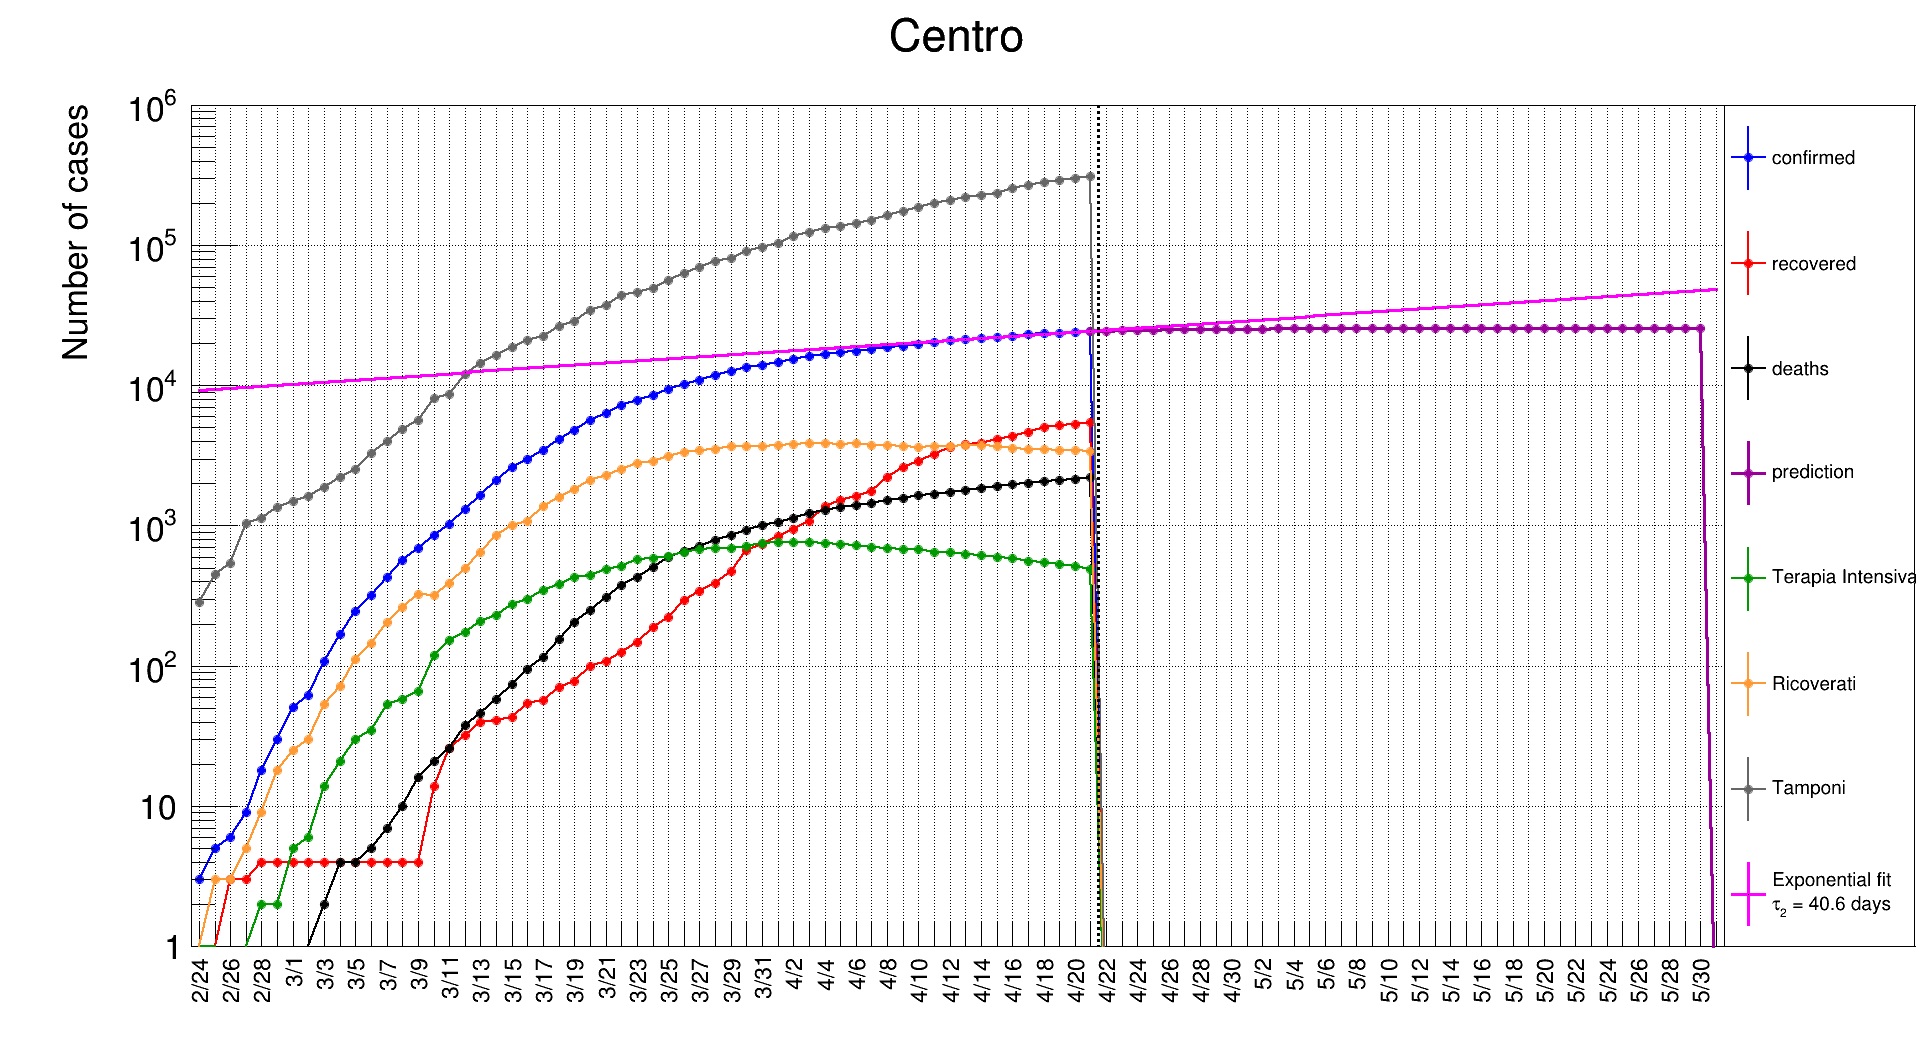 Centro
Number of cases
10^6
10^5
10^4
10^3
10^2
10
1
2/24 2/26 2/28 3/1 3/3 3/5 3/7 3/9 3/11 3/13 3/15 3/17 3/19 3/21 3/23 3/25 3/27 3/29 3/31 4/2 4/4 4/6 4/8 4/10 4/12 4/14 4/16 4/18 4/20 4/22 4/24 4/26 4/28 4/30 5/2 5/4 5/6 5/8 5/10 5/12 5/14 5/16 5/18 5/20 5/22 5/24 5/26 5/28 5/30
confirmed
recovered
deaths
prediction
Terapia Intensiva
Ricoverati
Tamponi
Exponential fit
τ₂ = 40.6 days